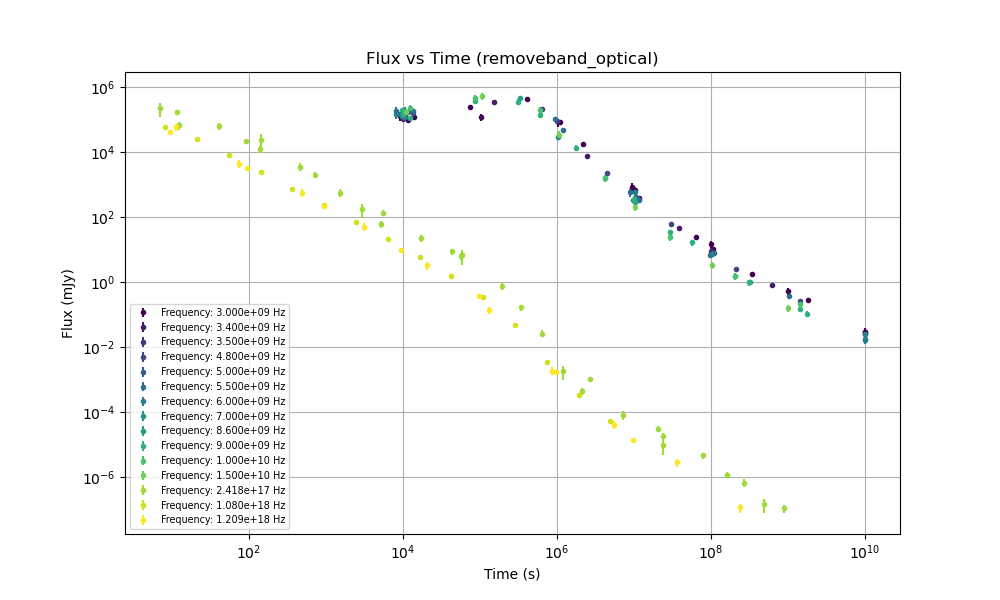 Flux vs Time (removeband_optical)
10^6
10^4
10^2
10^0
10^−2
10^−4
10^−6
Flux (mJy)
Frequency: 3.000e+09 Hz
Frequency: 3.400e+09 Hz
Frequency: 3.500e+09 Hz
Frequency: 4.800e+09 Hz
Frequency: 5.000e+09 Hz
Frequency: 5.500e+09 Hz
Frequency: 6.000e+09 Hz
Frequency: 7.000e+09 Hz
Frequency: 8.600e+09 Hz
Frequency: 9.000e+09 Hz
Frequency: 1.000e+10 Hz
Frequency: 1.500e+10 Hz
Frequency: 2.418e+17 Hz
Frequency: 1.080e+18 Hz
Frequency: 1.209e+18 Hz
10^2 10^4 10^6 10^8 10^10
Time (s)